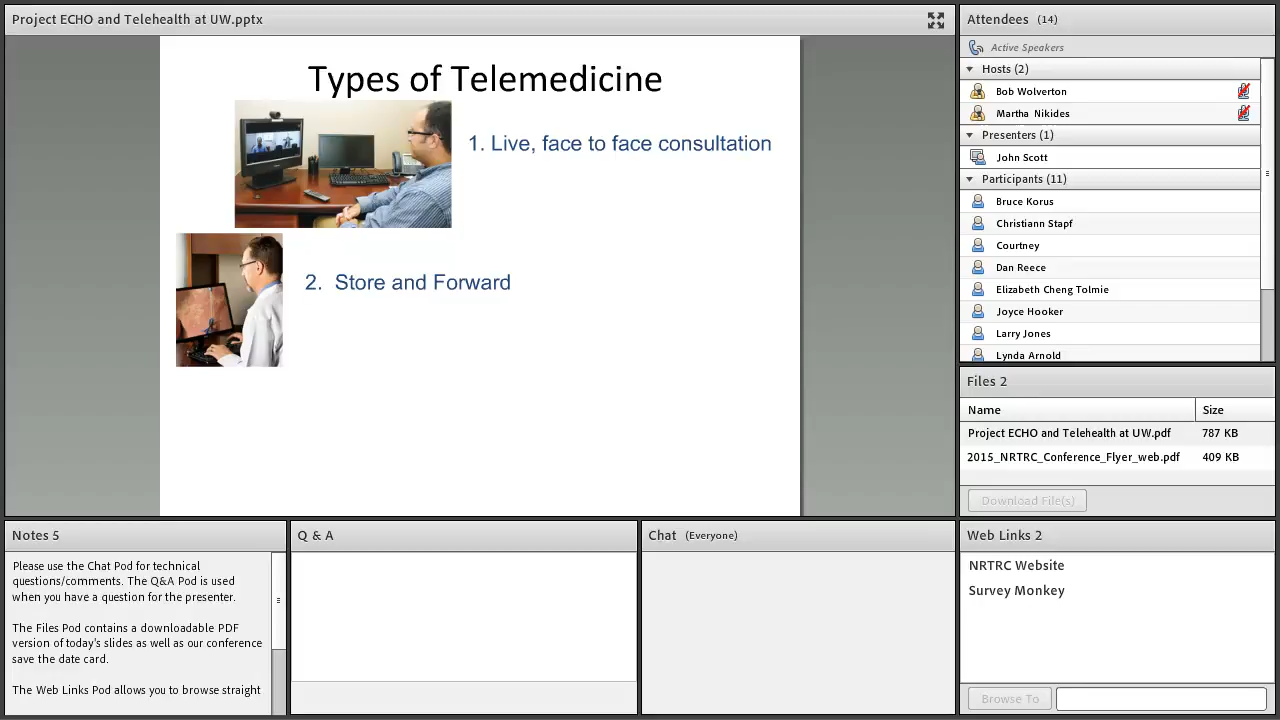 Project ECHO and Telehealth at UW.pptx
Types of Telemedicine
1. Live, face to face consultation
2. Store and Forward
Attendees (14)
Active Speakers
Hosts (2)
Bob Wolverton
Martha Nikides
Presenters (1)
John Scott
Participants (11)
Bruce Korus
Christiann Stapf
Courtney
Dan Reece
Elizabeth Cheng Tolmie
Joyce Hooker
Larry Jones
Lynda Arnold
Files 2
Name Size
Project ECHO and Telehealth at UW.pdf 787 KB
2015_NRTRC_Conference_Flyer_web.pdf 409 KB
Download File(s)
Notes 5
Please use the Chat Pod for technical
questions/comments. The Q&A Pod is used
when you have a question for the presenter.
The Files Pod contains a downloadable PDF
version of today's slides as well as our conference
save the date card.
The Web Links Pod allows you to browse straight
Q & A
Chat (Everyone)
Web Links 2
NRTRC Website
Survey Monkey
Browse To